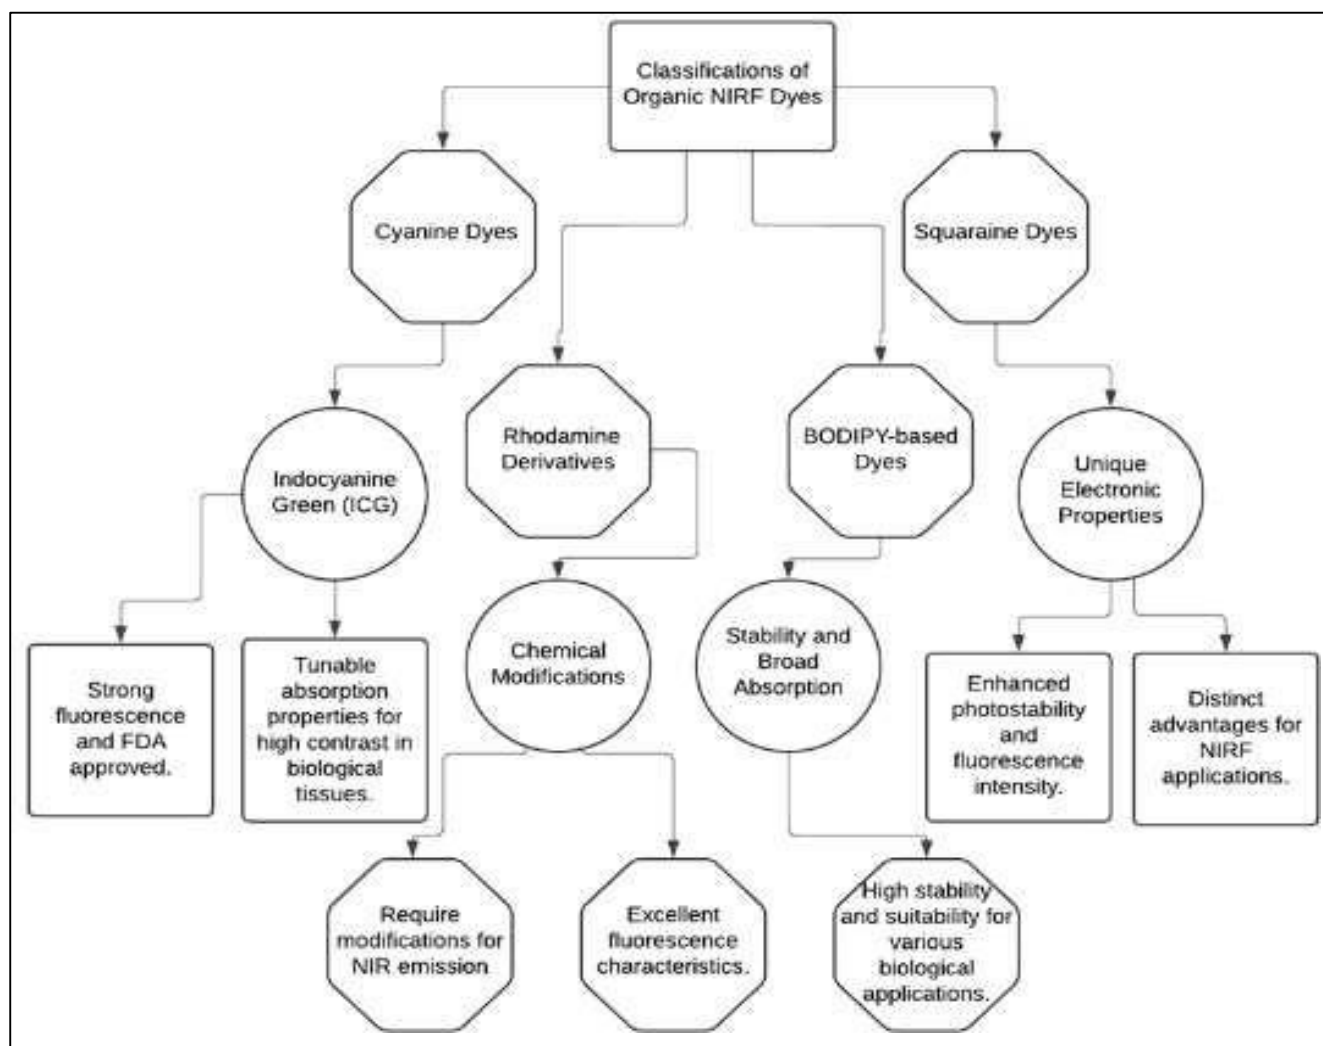 Classifications of
Organic NIRF Dyes
Cyanine Dyes
Squaraine Dyes
Rhodamine
Derivatives
BODIPY-based
Dyes
Indocyanine
Green (ICG)
Unique
Electronic
Properties
Chemical
Modifications
Stability and
Broad
Absorption
Strong
fluorescence
and FDA
approved.
Tunable
absorption
properties for
high contrast in
biological
tissues.
Enhanced
photostability
and
fluorescence
intensity.
Distinct
advantages for
NIRF
applications.
Require
modifications for
NIR emission
Excellent
fluorescence
characteristics.
High stability
and suitability for
various
biological
applications.